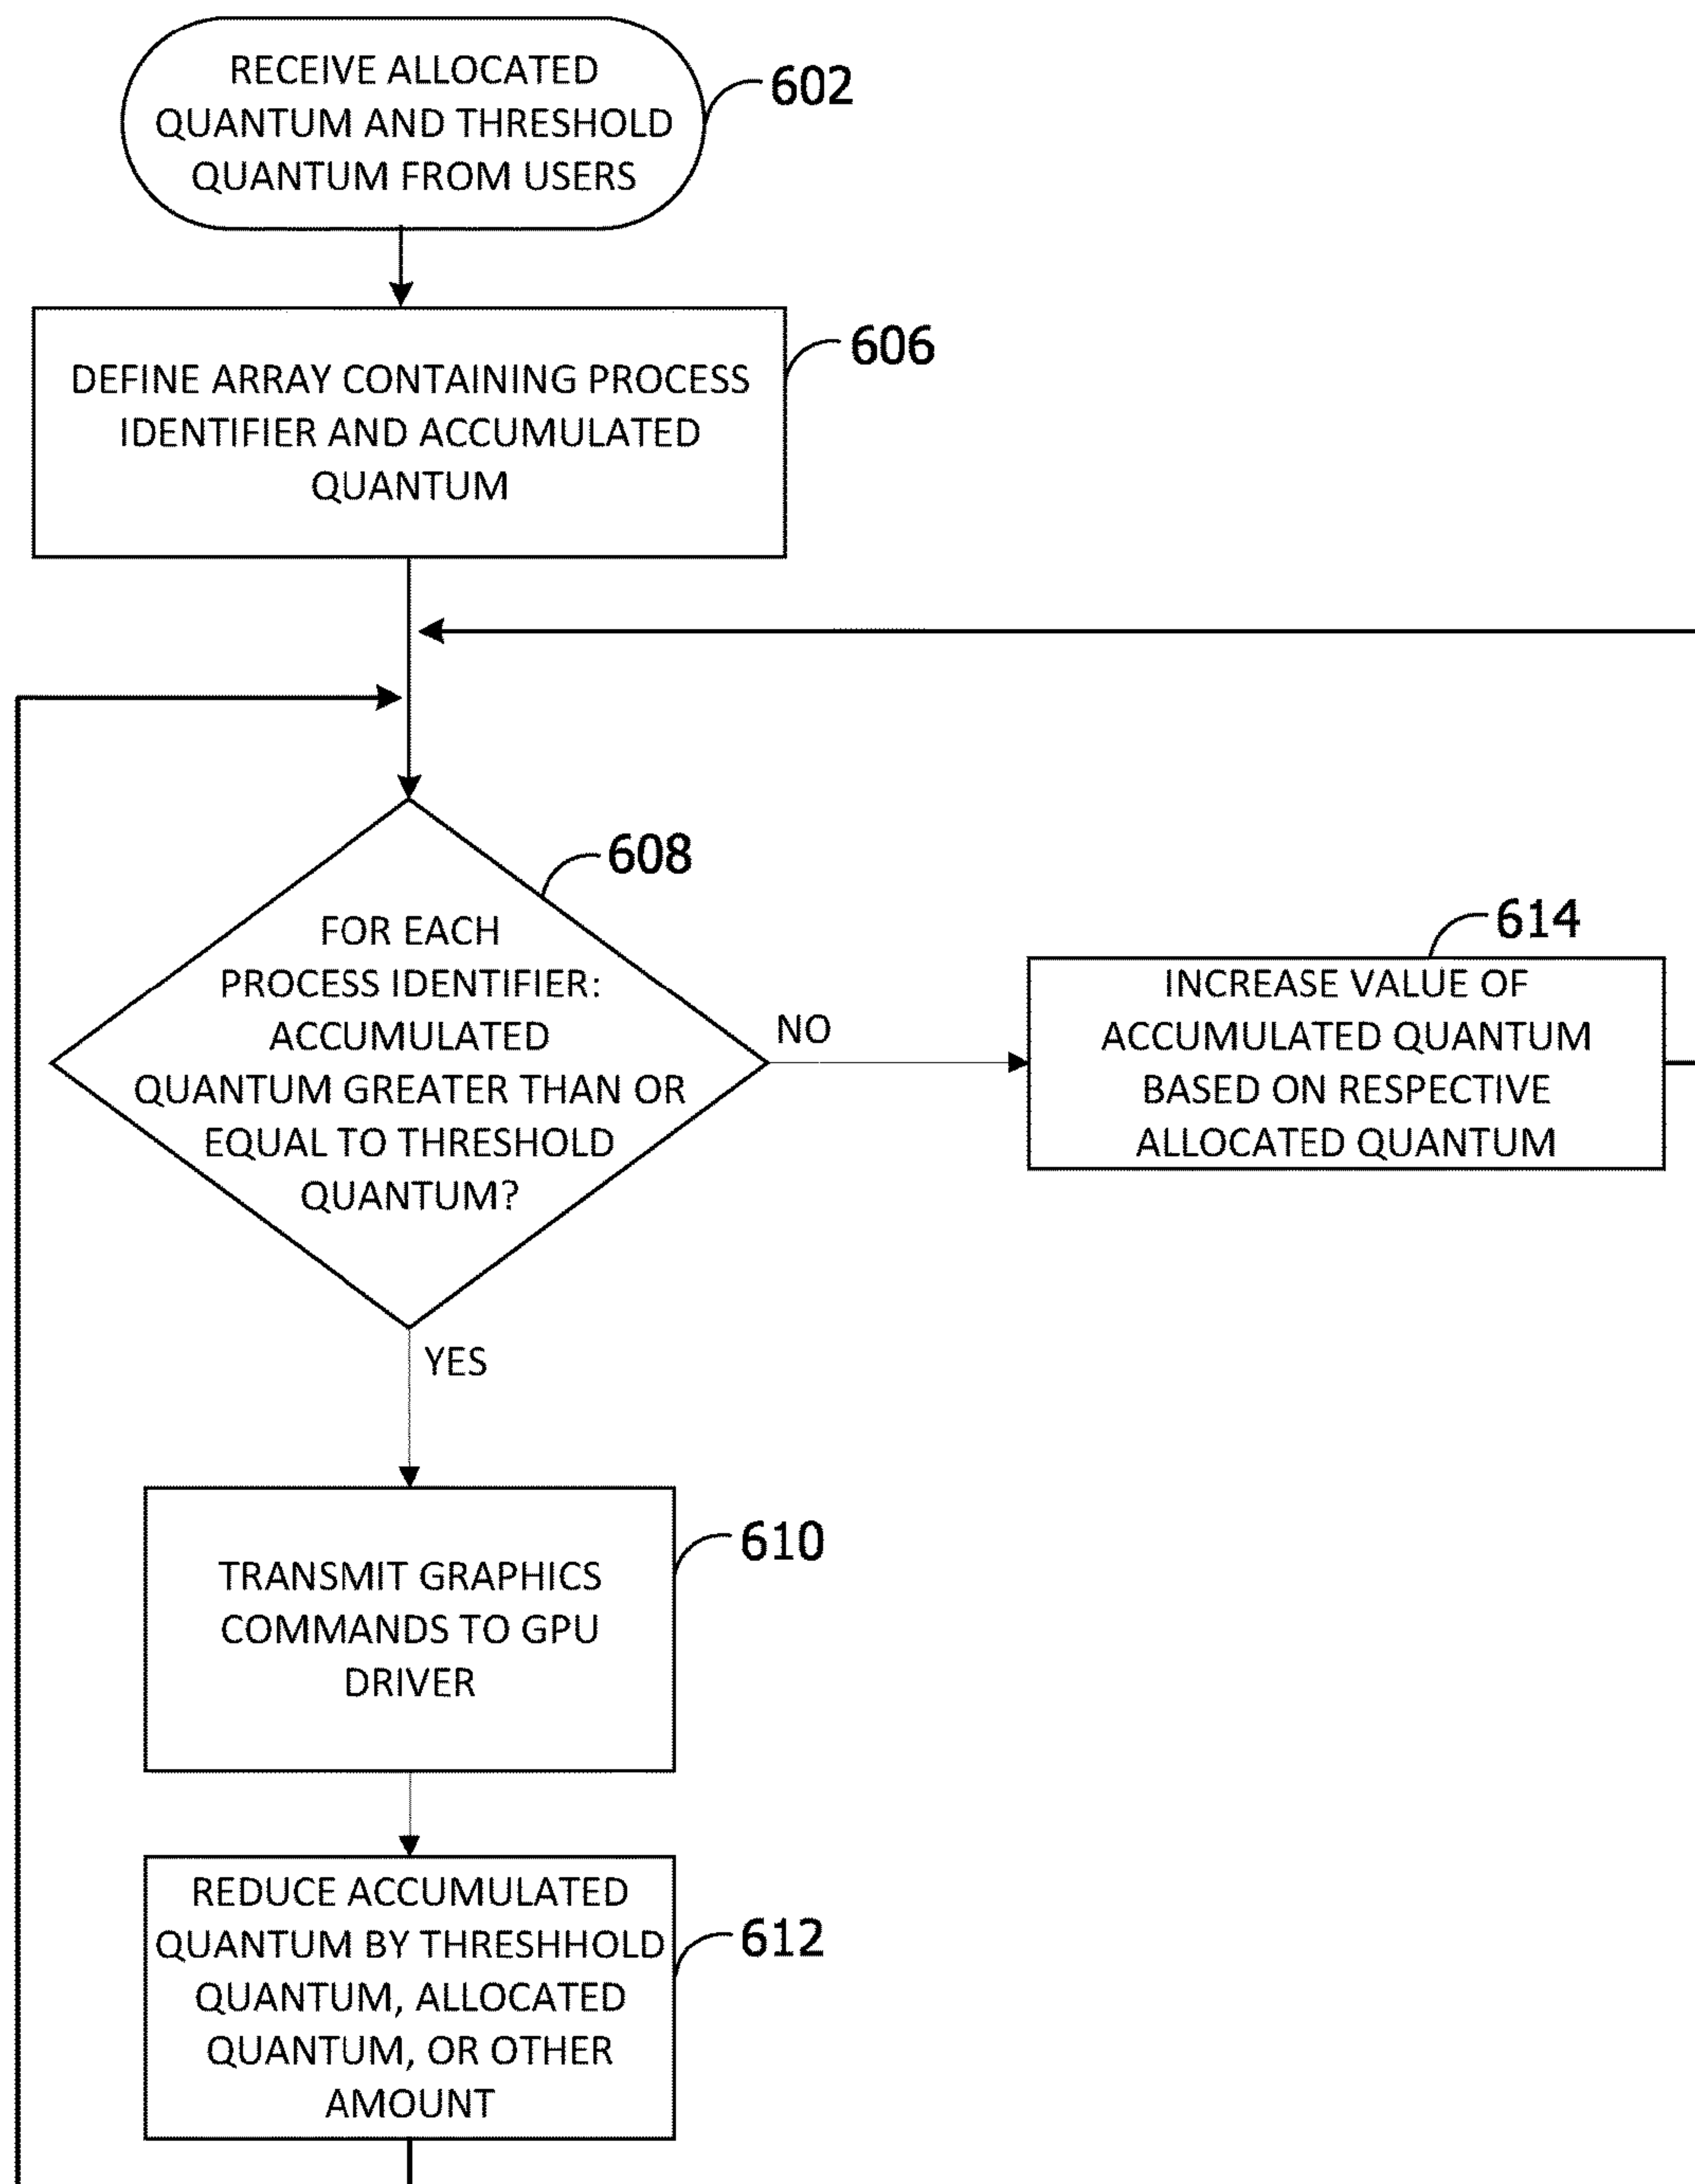 RECEIVE ALLOCATED
QUANTUM AND THRESHOLD
QUANTUM FROM USERS
602
DEFINE ARRAY CONTAINING PROCESS
IDENTIFIER AND ACCUMULATED
QUANTUM
606
FOR EACH
PROCESS IDENTIFIER:
ACCUMULATED
QUANTUM GREATER THAN OR
EQUAL TO THRESHOLD
QUANTUM?
608
NO
INCREASE VALUE OF
ACCUMULATED QUANTUM
BASED ON RESPECTIVE
ALLOCATED QUANTUM
614
YES
TRANSMIT GRAPHICS
COMMANDS TO GPU
DRIVER
610
REDUCE ACCUMULATED
QUANTUM BY THRESHHOLD
QUANTUM, ALLOCATED
QUANTUM, OR OTHER
AMOUNT
612